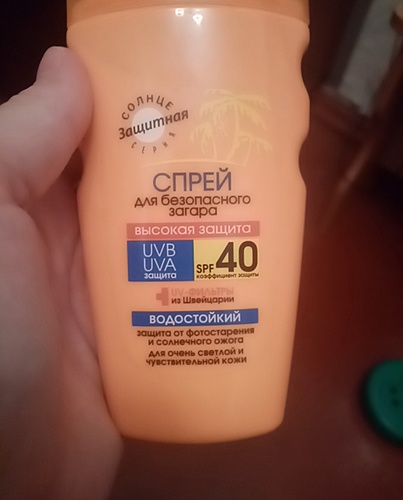 СОЛНЦЕ
Защитная
СЕРИЯ
СПРЕЙ
для безопасного
загара
ВЫСОКАЯ ЗАЩИТА
UVB
UVA
защита
SPF 40
коэффициент защиты
UV-ФИЛЬТРЫ
из Швейцарии
ВОДОСТОЙКИЙ
защита от фотостарения
и солнечного ожога
для очень светлой и
чувствительной кожи